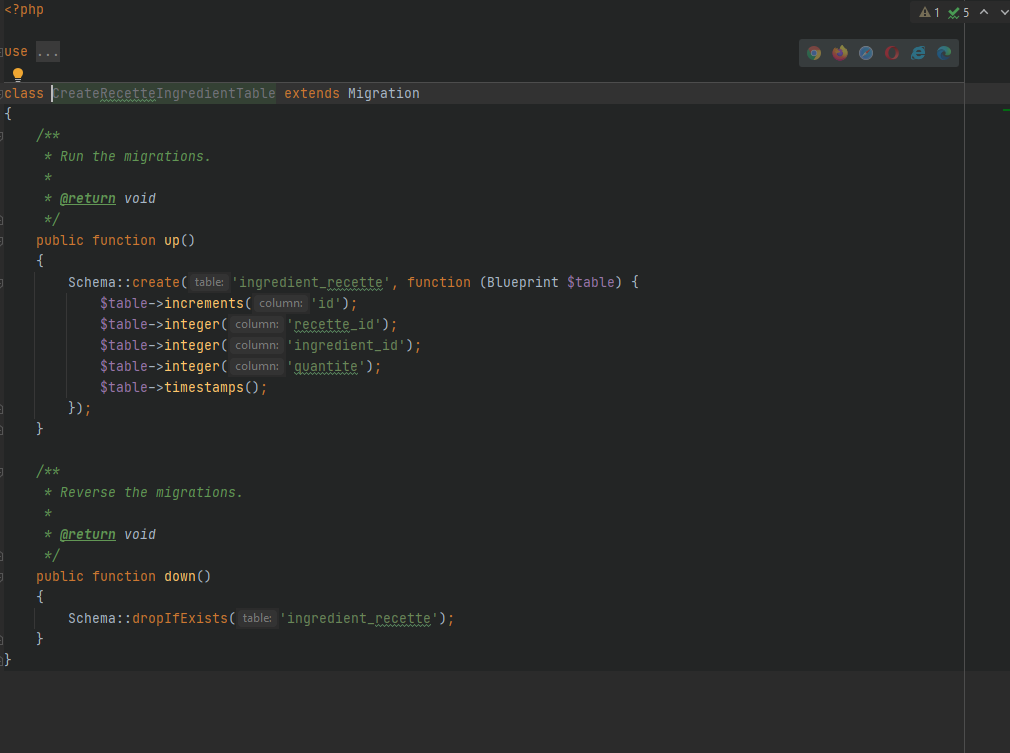 <?php
1 5
use ...
class CreateRecetteIngredientTable extends Migration
{
/**
* Run the migrations.
*
* @return void
*/
public function up()
{
Schema::create( table: 'ingredient_recette', function (Blueprint $table) {
$table->increments( column: 'id');
$table->integer( column: 'recette_id');
$table->integer( column: 'ingredient_id');
$table->integer( column: 'quantite');
$table->timestamps();
});
}
/**
* Reverse the migrations.
*
* @return void
*/
public function down()
{
Schema::dropIfExists( table: 'ingredient_recette');
}
}